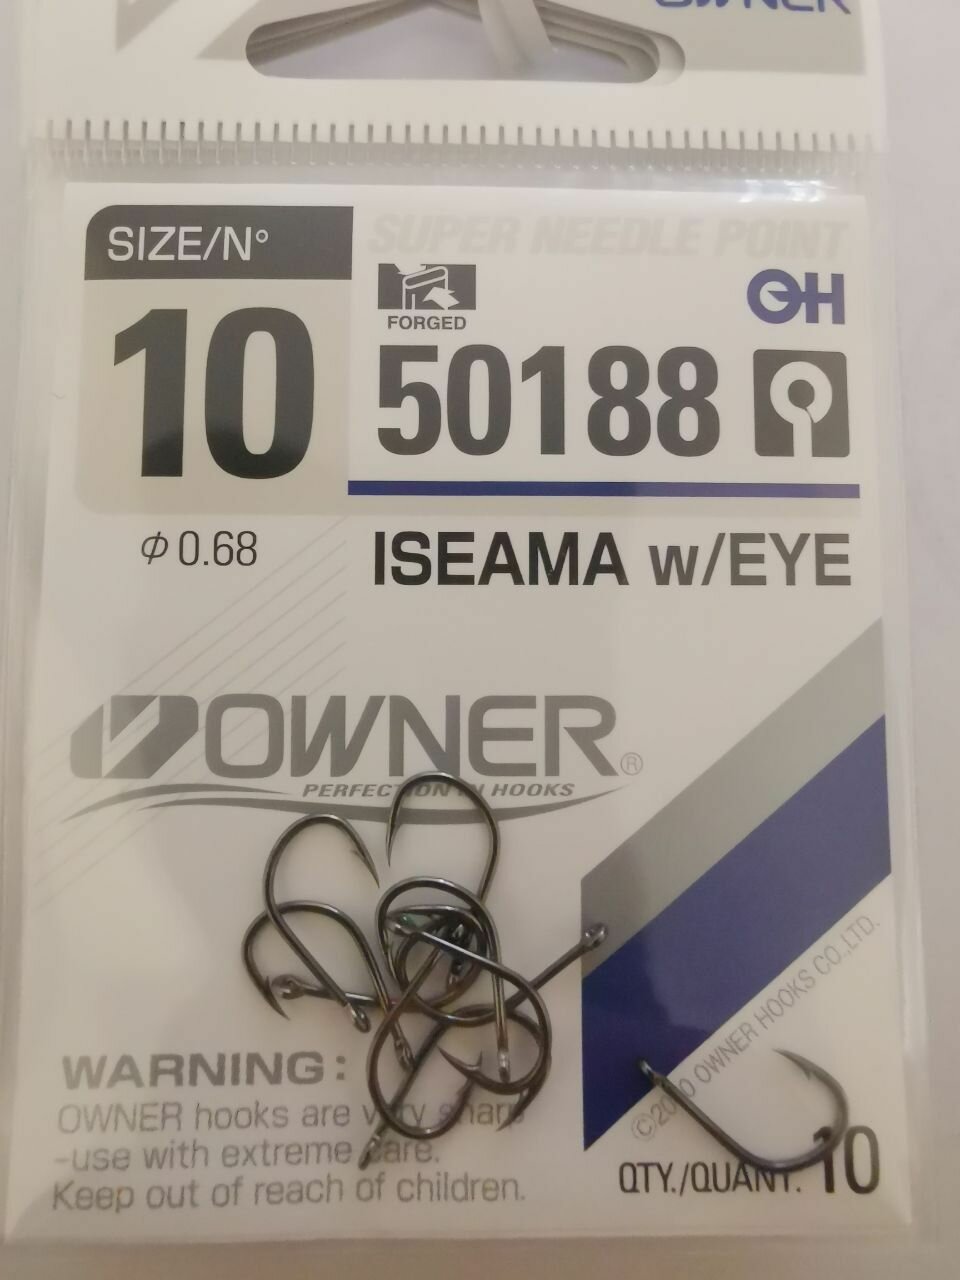 OWNER
SIZE/N°
SUPER NEEDLE POINT
FORGED
OH
10
50188
φ 0.68
ISEAMA w/EYE
OWNER®
PERFECTION IN HOOKS
WARNING:
OWNER hooks are very sharp
-use with extreme care.
Keep out of reach of children.
©2000 OWNER HOOKS CO.,LTD.
QTY./QUANT. 10